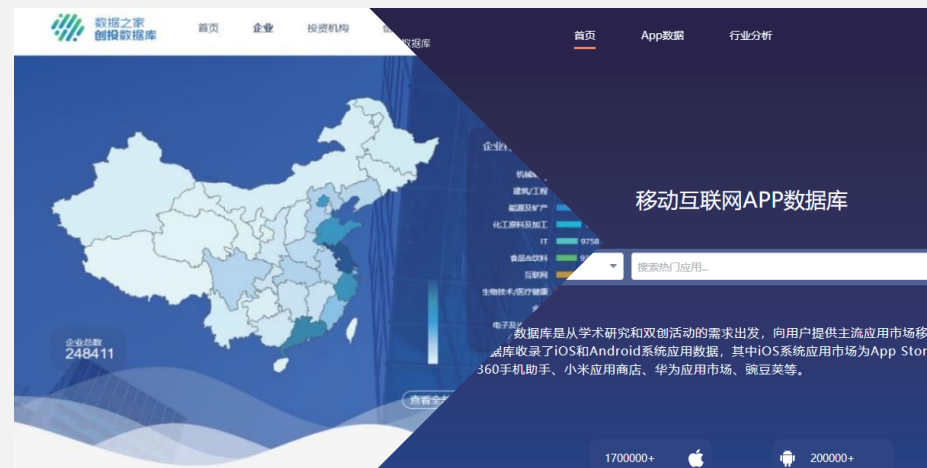 数据之家
创投数据库
首页
企业
投资机构
数据库
首页
App数据
行业分析
建筑/工程
能源及矿产
化工原料及加工
IT
9758
食品&饮料
互联网
生物技术/医疗健康
企业总数
248411
移动互联网APP数据库
搜索热门应用...
数据库是从学术研究和双创活动的需求出发，向用户提供主流应用市场移
据库收录了iOS和Android系统应用数据，其中iOS系统应用市场为App Stor
360手机助手、小米应用商店、华为应用市场、豌豆荚等。
1700000+
200000+